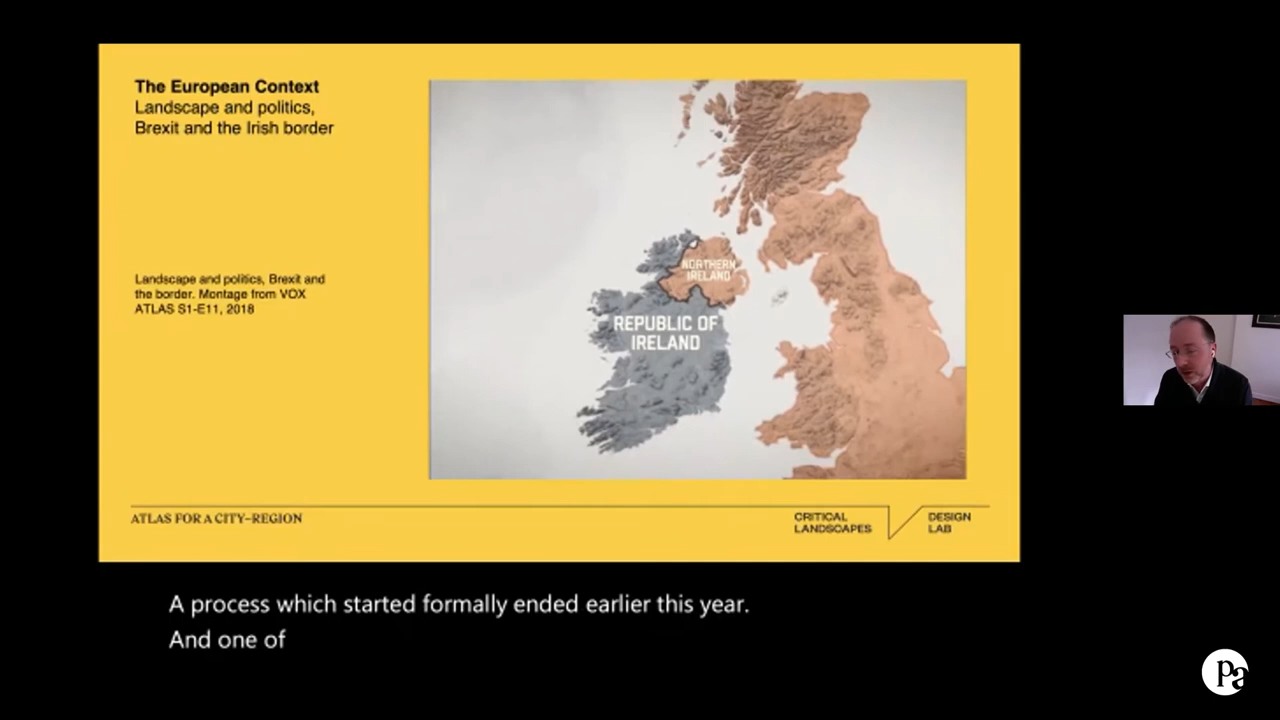 The European Context
Landscape and politics,
Brexit and the Irish border
Landscape and politics, Brexit and
the border. Montage from VOX
ATLAS S1-E11, 2018
NORTHERN
IRELAND
REPUBLIC OF
IRELAND
ATLAS FOR A CITY–REGION
CRITICAL
LANDSCAPES
DESIGN
LAB
A process which started formally ended earlier this year.
And one of
pa